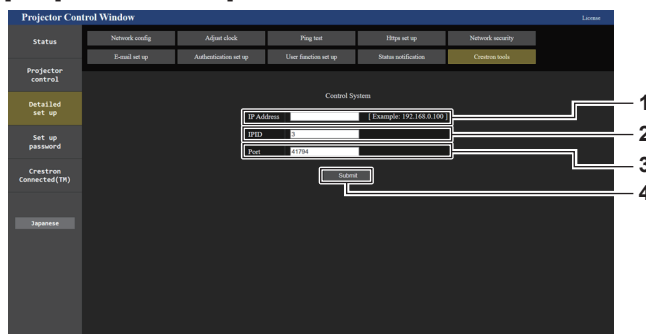 Projector Control Window
License
Status
Network config
Adjust clock
Ping test
Https set up
Network security
E-mail set up
Authentication set up
User function set up
Status notification
Crestron tools
Projector
control
Detailed
set up
Set up
password
Crestron
Connected(TM)
Japanese
Control System
IP Address
[ Example: 192.168.0.100 ]
IPID
3
Port
41794
Submit
1
2
3
4